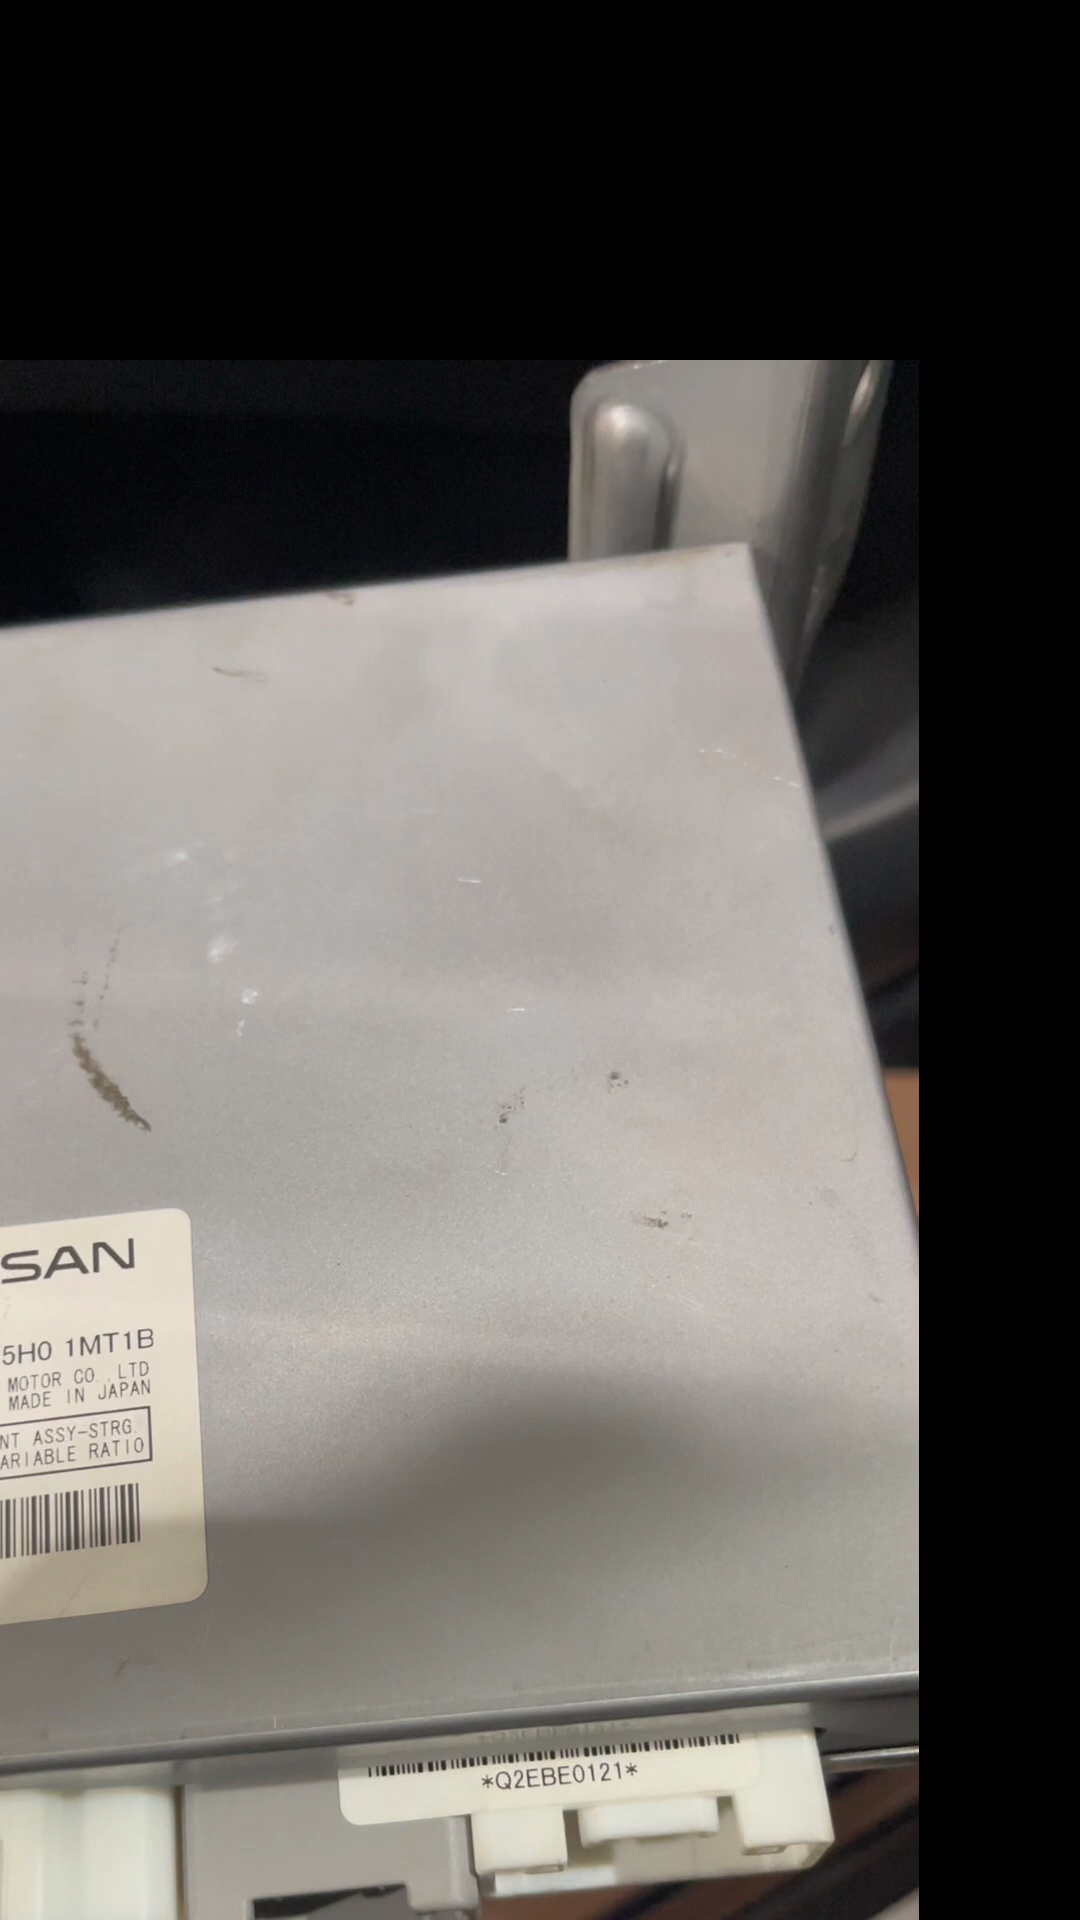 SAN
5H0 1MT1B
MOTOR CO.,LTD
MADE IN JAPAN
NT ASSY-STRG.
ARIABLE RATIO
*Q2EBE0121*